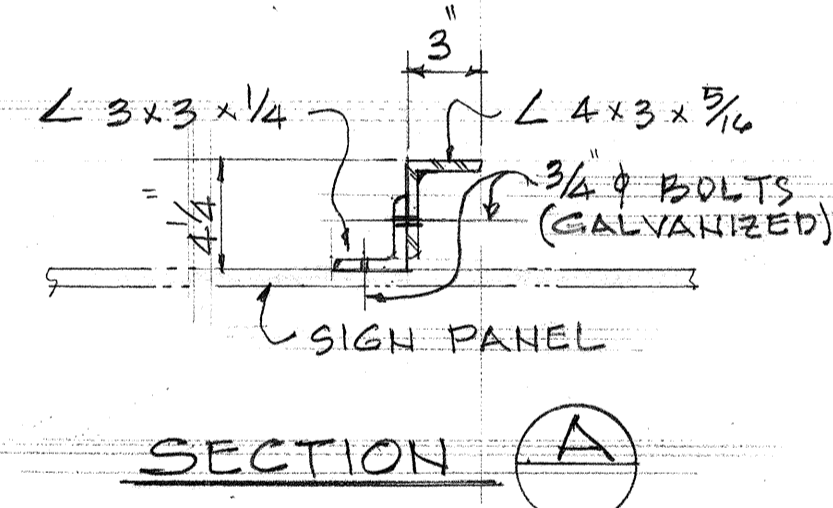 3"
∠ 3 x 3 x 1/4
∠ 4 x 3 x 5/16
3/4" ϕ BOLTS
(GALVANIZED)
4 1/4"
SIGN PANEL
SECTION A